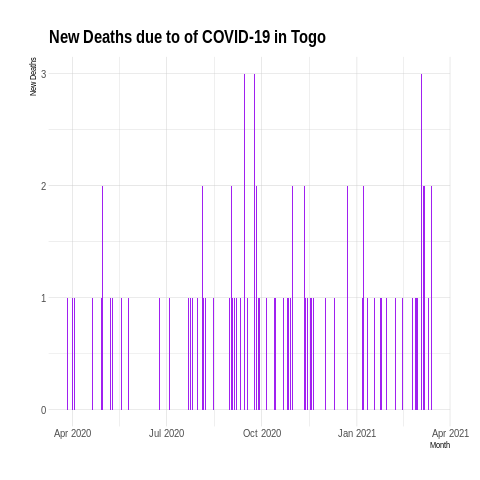 New Deaths due to of COVID-19 in Togo
New Deaths
3
2
1
0
Apr 2020 Jul 2020 Oct 2020 Jan 2021 Apr 2021
Month